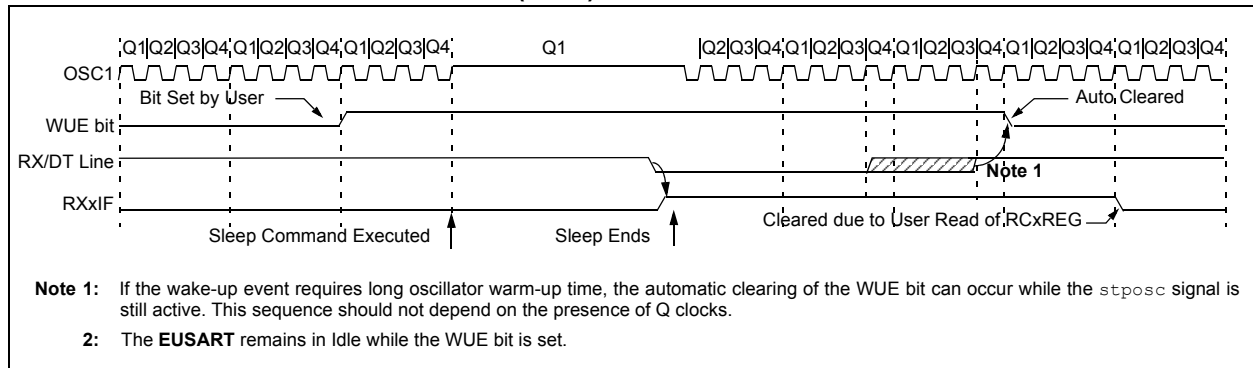 Q1|Q2|Q3|Q4|Q1|Q2|Q3|Q4|Q1|Q2|Q3|Q4 Q1 Q2|Q3|Q4|Q1|Q2|Q3|Q4|Q1|Q2|Q3|Q4|Q1|Q2|Q3|Q4|Q1|Q2|Q3|Q4
OSC1
Bit Set by User Auto Cleared
WUE bit
RX/DT Line
Note 1
RXxIF
Cleared due to User Read of RCxREG
Sleep Command Executed Sleep Ends
Note 1: If the wake-up event requires long oscillator warm-up time, the automatic clearing of the WUE bit can occur while the stposc signal is
still active. This sequence should not depend on the presence of Q clocks.
2: The EUSART remains in Idle while the WUE bit is set.